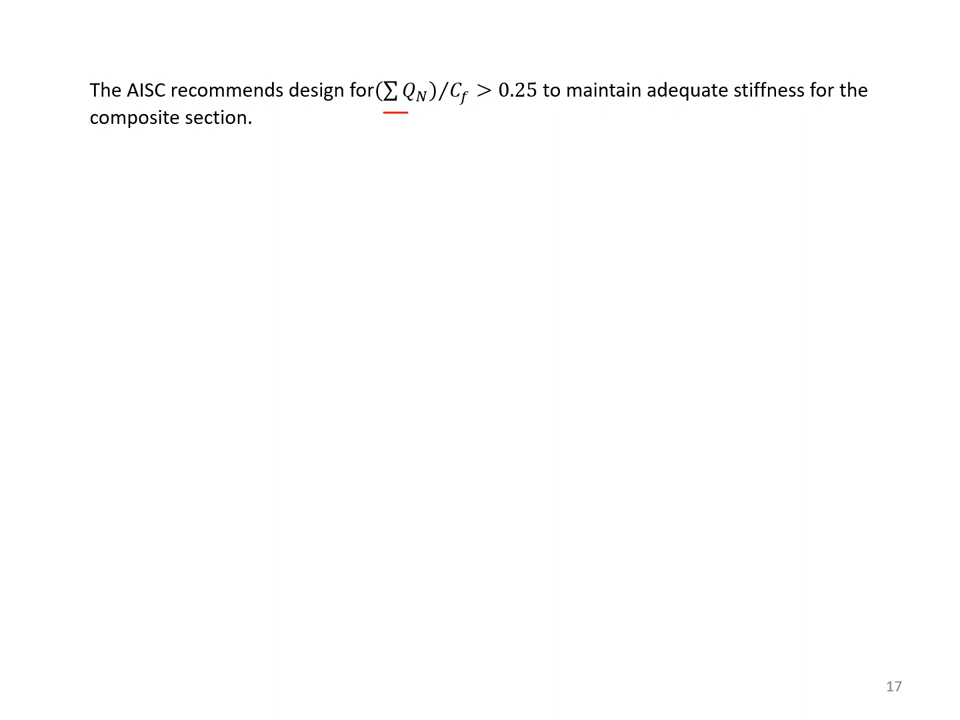 The AISC recommends design for(∑ Q_N)/C_f > 0.25 to maintain adequate stiffness for the
composite section.
17